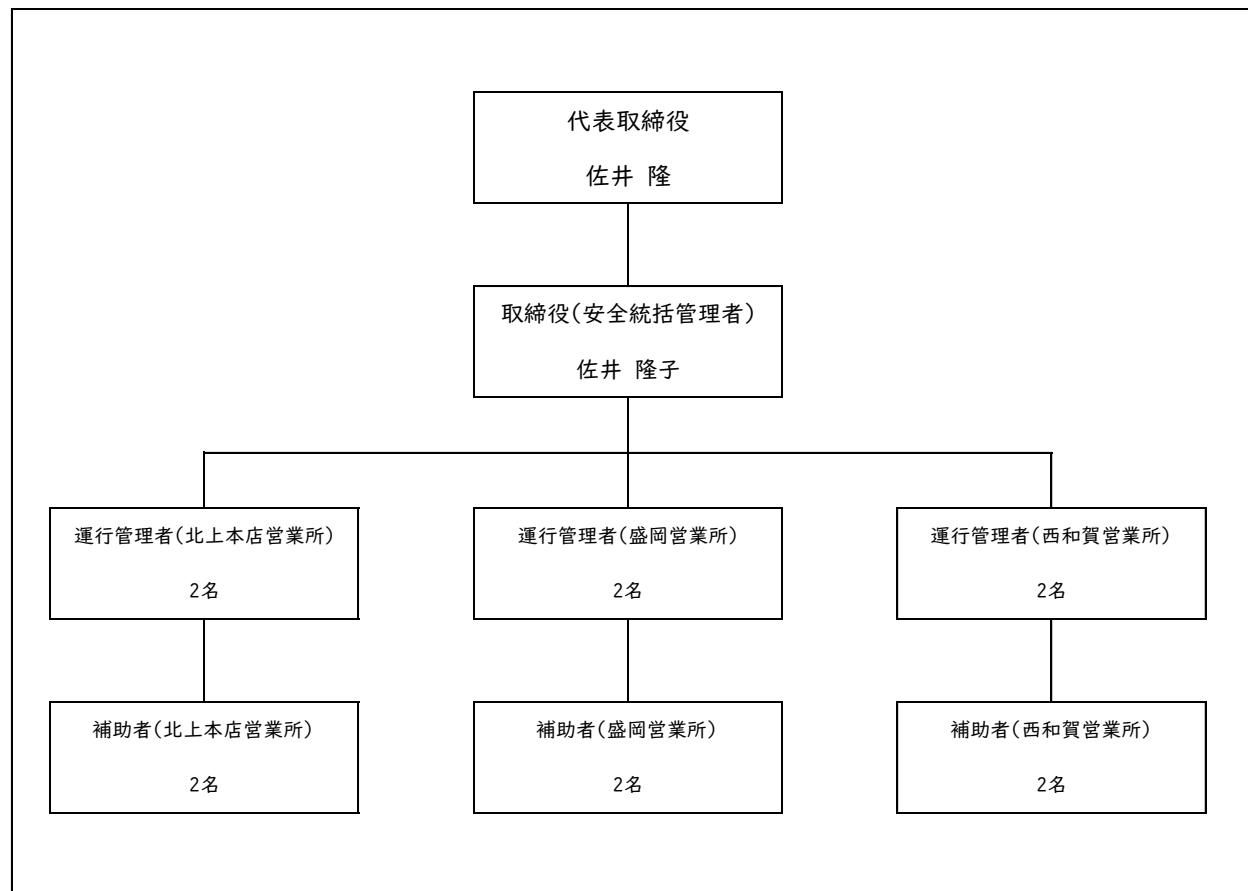 代表取締役
佐井 隆
取締役(安全統括管理者)
佐井 隆子
運行管理者(北上本店営業所)
2名
運行管理者(盛岡営業所)
2名
運行管理者(西和賀営業所)
2名
補助者(北上本店営業所)
2名
補助者(盛岡営業所)
2名
補助者(西和賀営業所)
2名